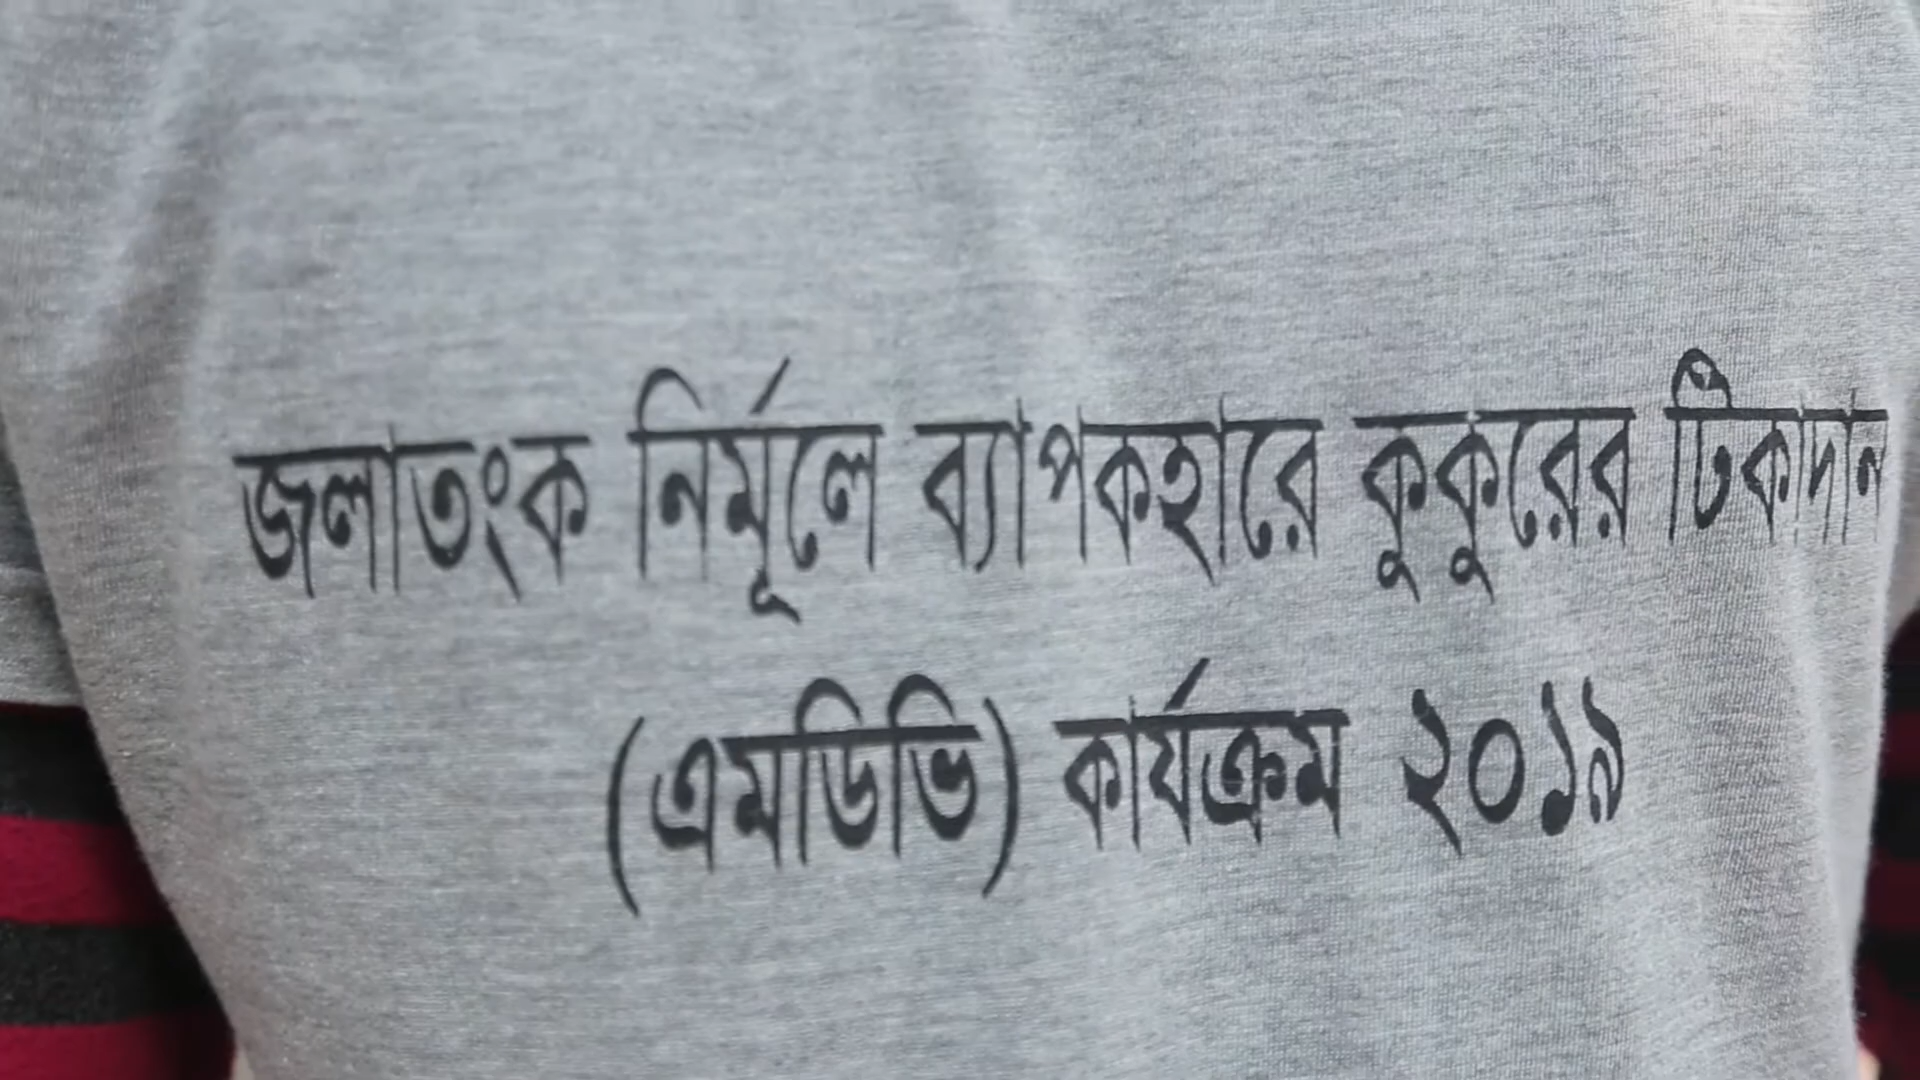 জলাতংক নির্মূলে ব্যাপকহারে কুকুরের টিকাদান
(এমডিভি) কার্যক্রম ২০১৯